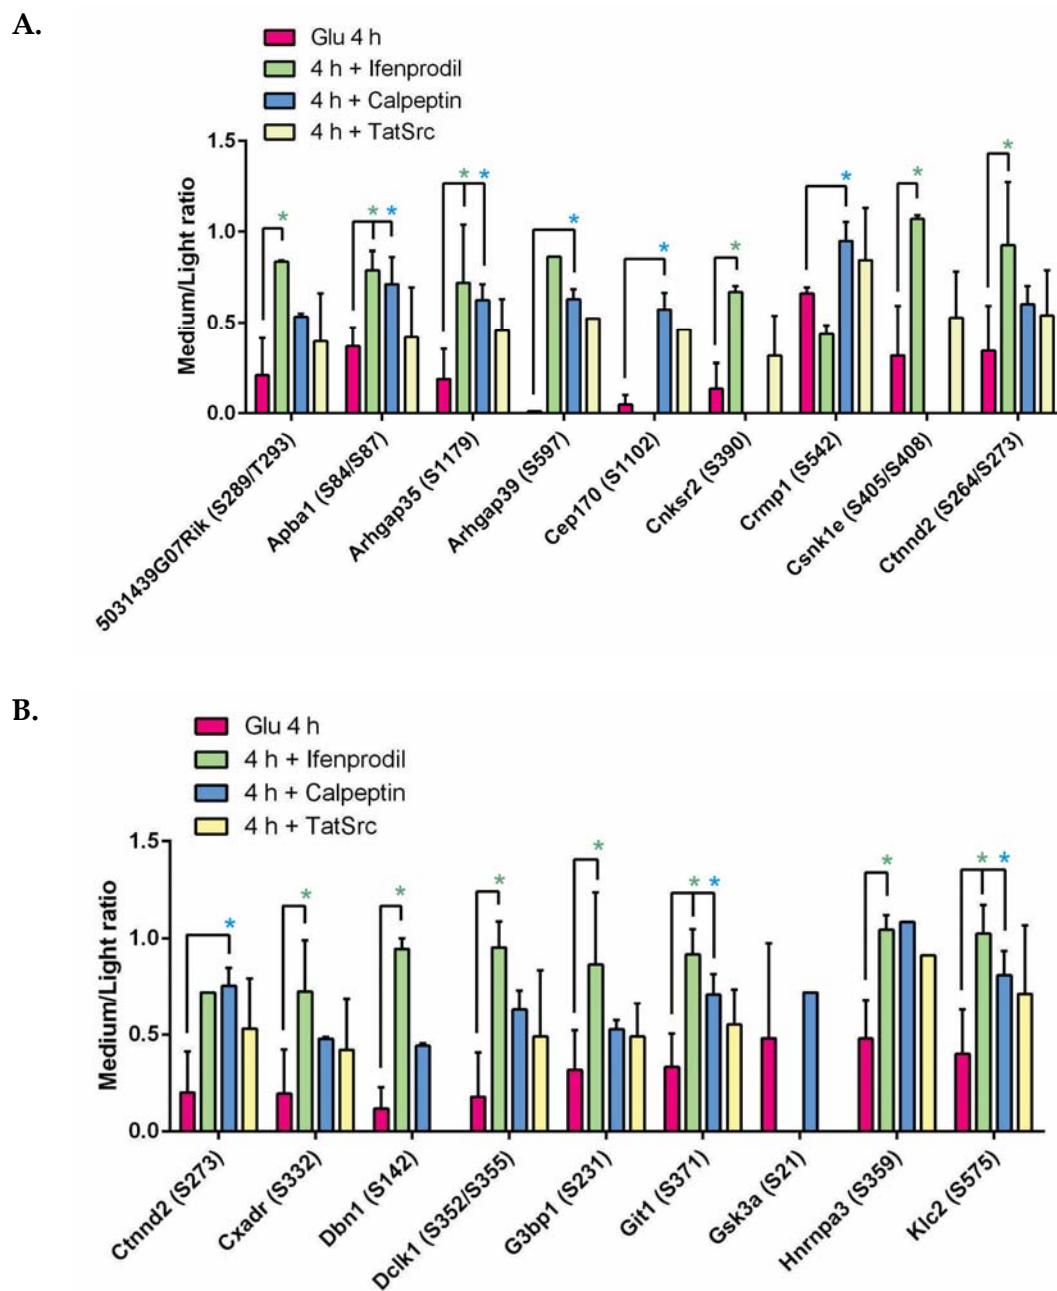 A.
Glu 4 h
4 h + Ifenprodil
4 h + Calpeptin
4 h + TatSrc
Medium/Light ratio
1.5
1.0
0.5
0.0
* * * * * * * * * * *
5031439G07Rik (S289/T293)
Apba1 (S84/S87)
Arhgap35 (S1179)
Arhgap39 (S597)
Cep170 (S1102)
Cnksr2 (S390)
Crmp1 (S542)
Csnk1e (S405/S408)
Ctnnd2 (S264/S273)
B.
Glu 4 h
4 h + Ifenprodil
4 h + Calpeptin
4 h + TatSrc
Medium/Light ratio
1.5
1.0
0.5
0.0
* * * * * * * * * *
Ctnnd2 (S273)
Cxadr (S332)
Dbn1 (S142)
Dclk1 (S352/S355)
G3bp1 (S231)
Git1 (S371)
Gsk3a (S21)
Hnrnpa3 (S359)
Klc2 (S575)